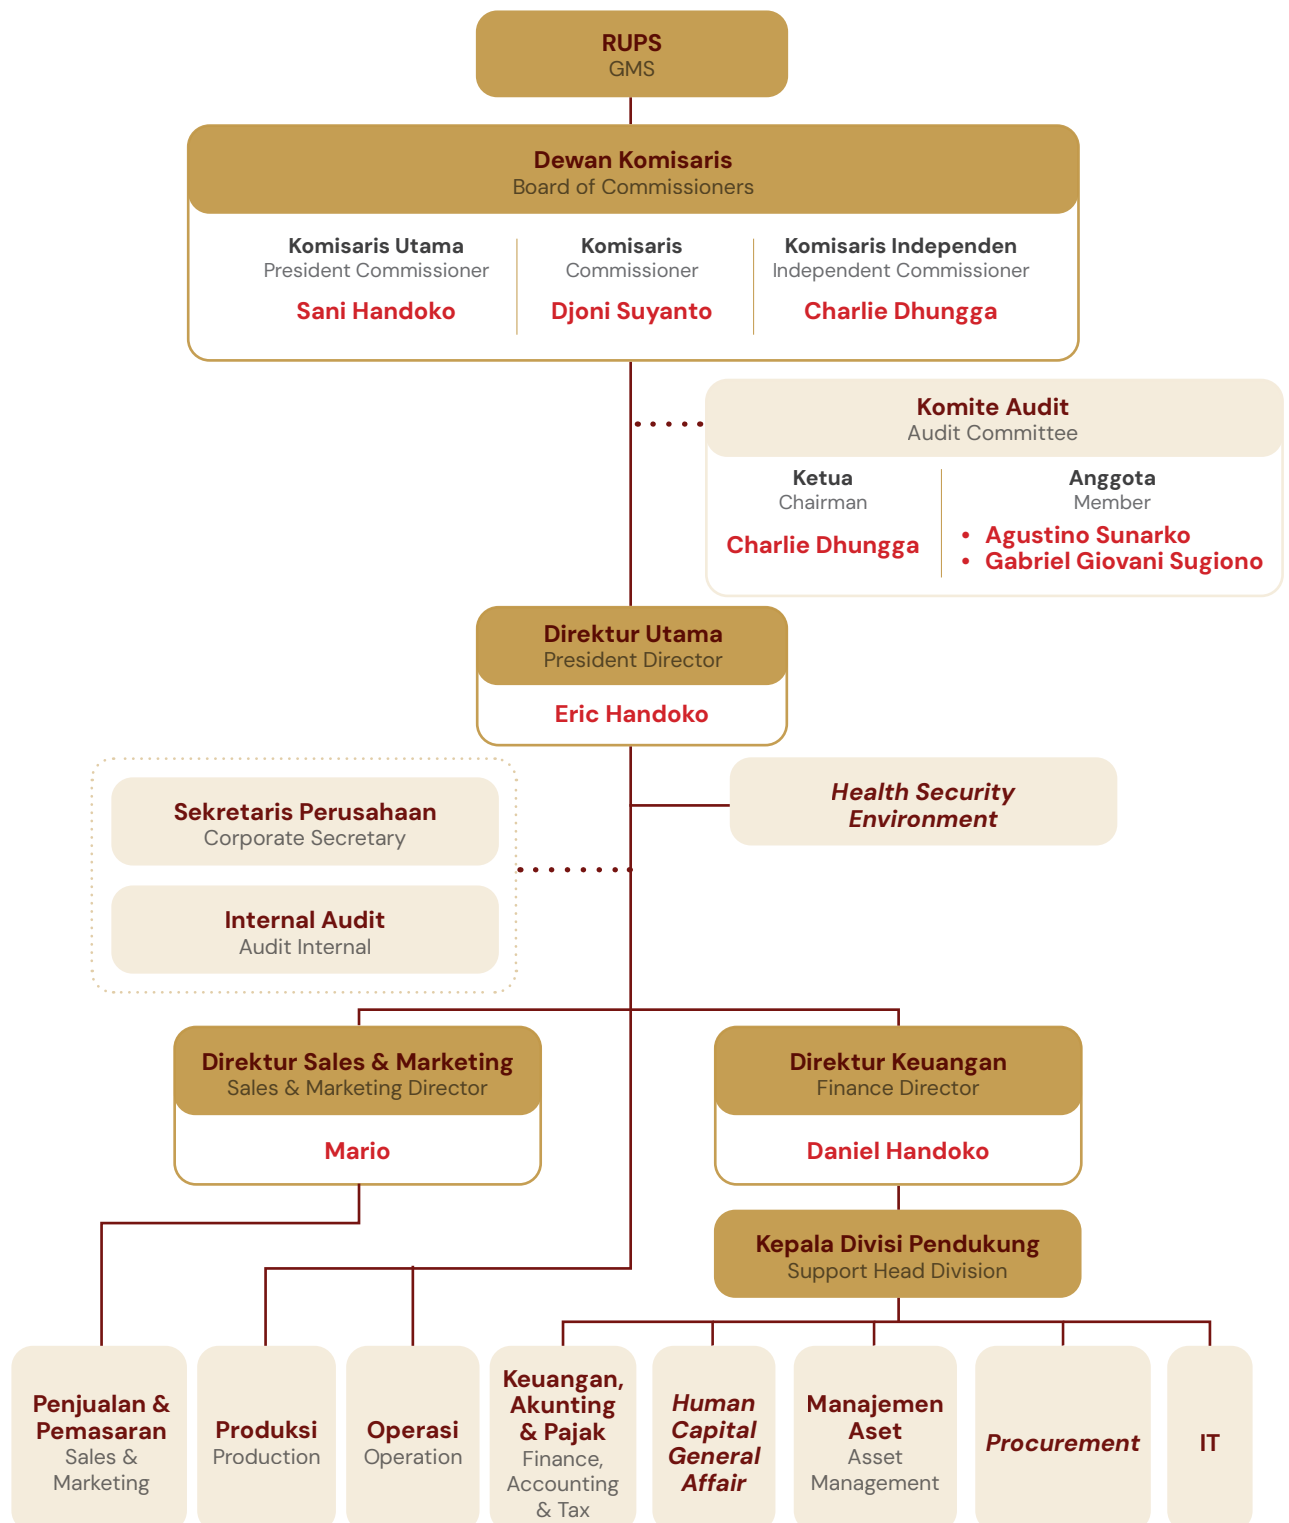 RUPS
GMS
Dewan Komisaris
Board of Commissioners
Komisaris Utama
President Commissioner
Sani Handoko
Komisaris
Commissioner
Djoni Suyanto
Komisaris Independen
Independent Commissioner
Charlie Dhungga
Komite Audit
Audit Committee
Ketua
Chairman
Charlie Dhungga
Anggota
Member
• Agustino Sunarko
• Gabriel Giovani Sugiono
Direktur Utama
President Director
Eric Handoko
Sekretaris Perusahaan
Corporate Secretary
Internal Audit
Audit Internal
Health Security
Environment
Direktur Sales & Marketing
Sales & Marketing Director
Mario
Direktur Keuangan
Finance Director
Daniel Handoko
Kepala Divisi Pendukung
Support Head Division
Penjualan &
Pemasaran
Sales &
Marketing
Produksi
Production
Operasi
Operation
Keuangan,
Akunting
& Pajak
Finance,
Accounting
& Tax
Human
Capital
General
Affair
Manajemen
Aset
Asset
Management
Procurement
IT